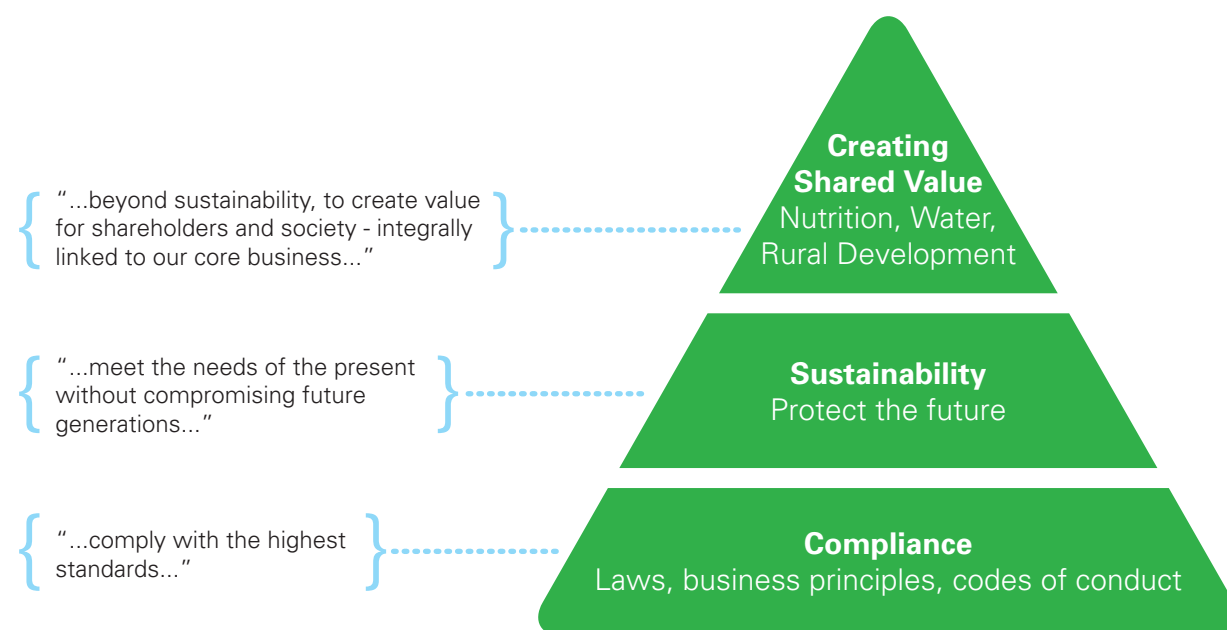 "...beyond sustainability, to create value
for shareholders and society - integrally
linked to our core business..."
Creating
Shared Value
Nutrition, Water,
Rural Development
"...meet the needs of the present
without compromising future
generations..."
Sustainability
Protect the future
"...comply with the highest
standards..."
Compliance
Laws, business principles, codes of conduct